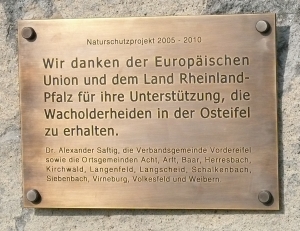 Naturschutzprojekt 2005 - 2010
Wir danken der Europäischen
Union und dem Land Rheinland-
Pfalz für ihre Unterstützung, die
Wacholderheiden in der Osteifel
zu erhalten.
Dr. Alexander Saftig, die Verbandsgemeinde Vordereifel
sowie die Ortsgemeinden Acht, Arft, Baar, Herresbach,
Kirchwald, Langenfeld, Langscheid, Schalkenbach,
Siebenbach, Virneburg, Volkesfeld und Weibern.